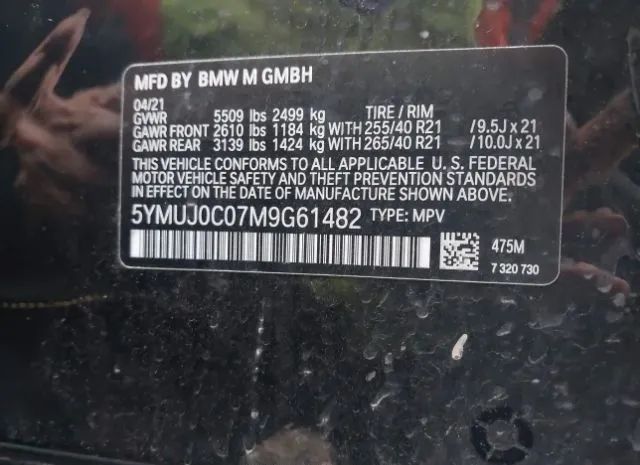 MFD BY BMW M GMBH
04/21
GVWR 5509 lbs 2499 kg TIRE / RIM
GAWR FRONT 2610 lbs 1184 kg WITH 255/40 R21 / 9.5J x 21
GAWR REAR 3139 lbs 1424 kg WITH 265/40 R21 / 10.0J x 21
THIS VEHICLE CONFORMS TO ALL APPLICABLE U. S. FEDERAL
MOTOR VEHICLE SAFETY AND THEFT PREVENTION STANDARDS
IN EFFECT ON THE DATE OF MANUFACTURE SHOWN ABOVE.
5YMUJ0C07M9G61482 TYPE: MPV
475M
7 320 730